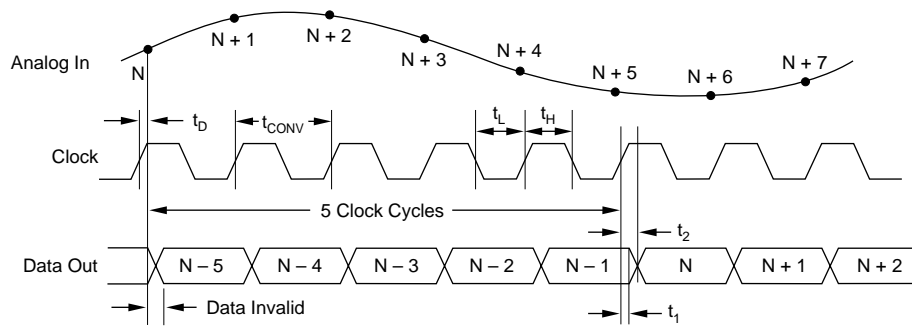 N + 1
N + 2
Analog In
N
N + 3
N + 4
N + 5
N + 6
N + 7
t_D
t_CONV
t_L
t_H
Clock
5 Clock Cycles
t_2
Data Out
N – 5
N – 4
N – 3
N – 2
N – 1
N
N + 1
N + 2
Data Invalid
t_1